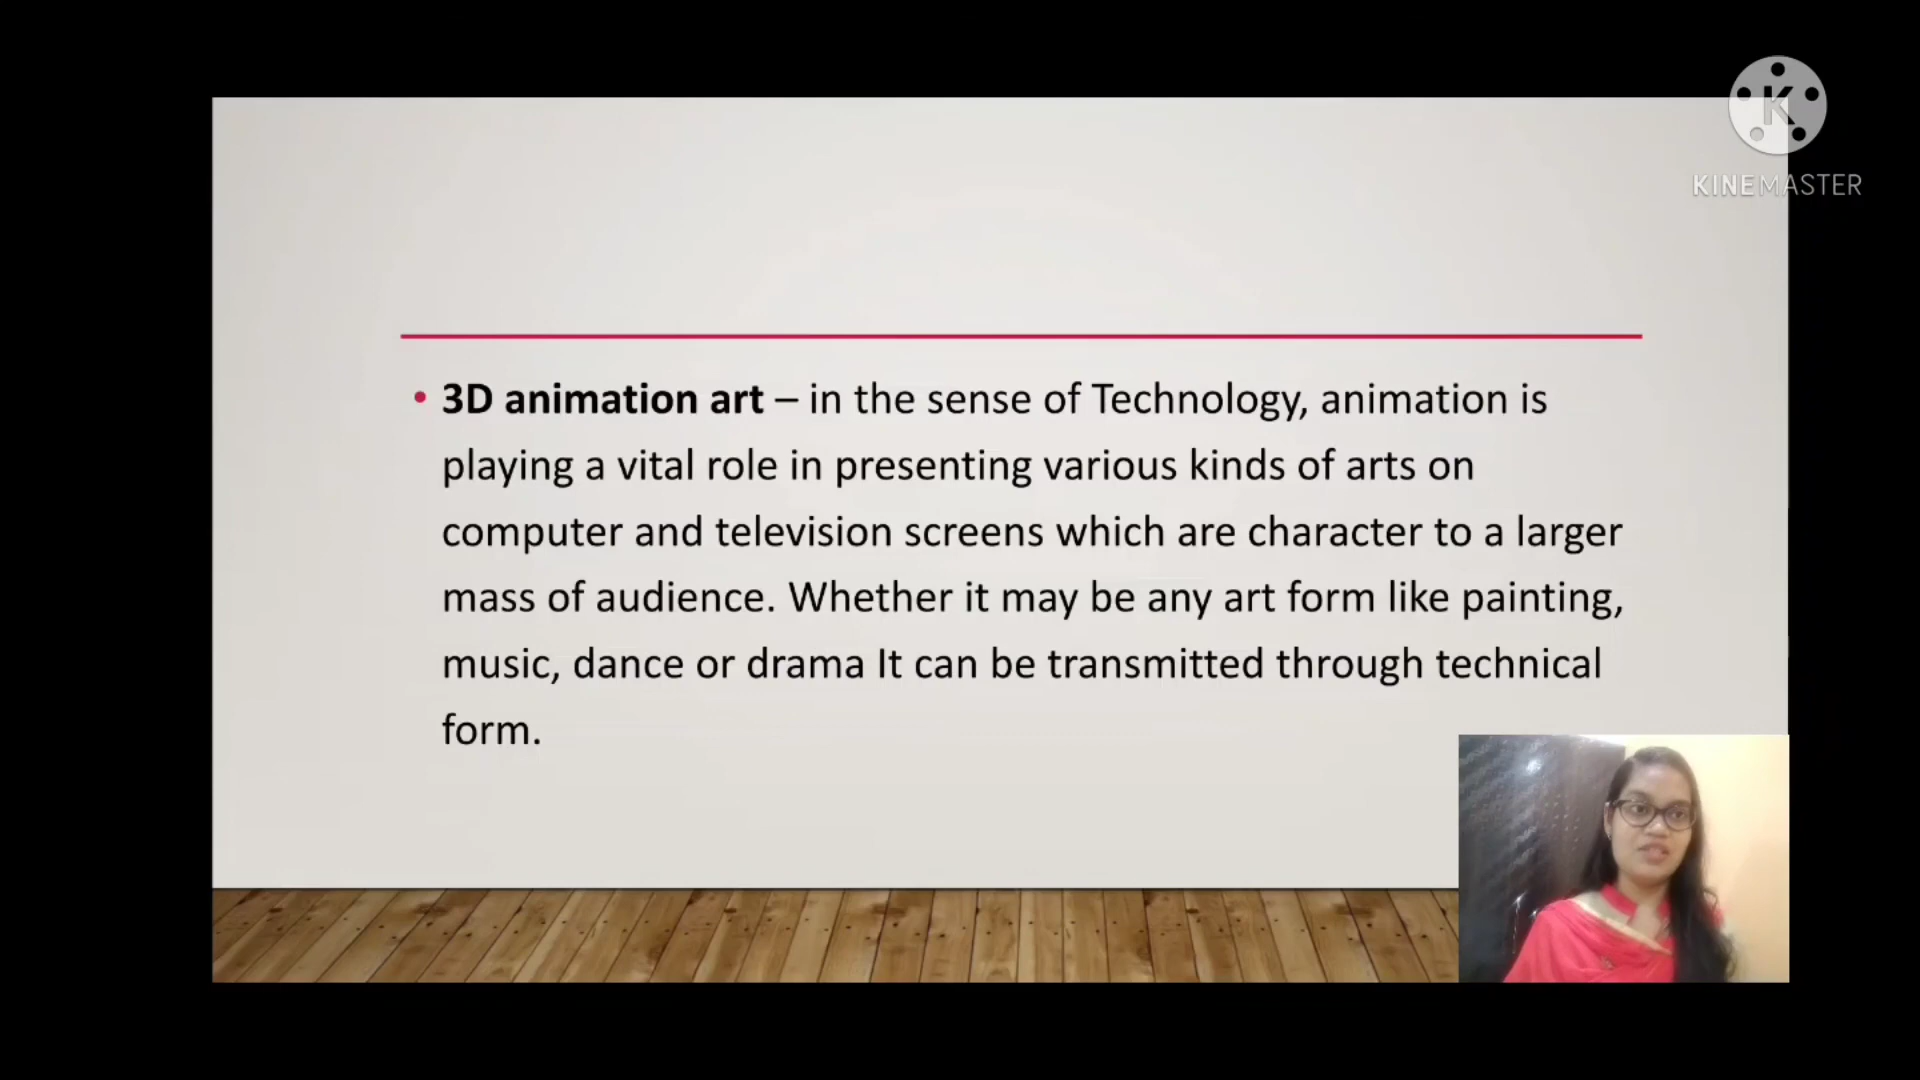 K
KINEMASTER
• 3D animation art – in the sense of Technology, animation is
playing a vital role in presenting various kinds of arts on
computer and television screens which are character to a larger
mass of audience. Whether it may be any art form like painting,
music, dance or drama It can be transmitted through technical
form.